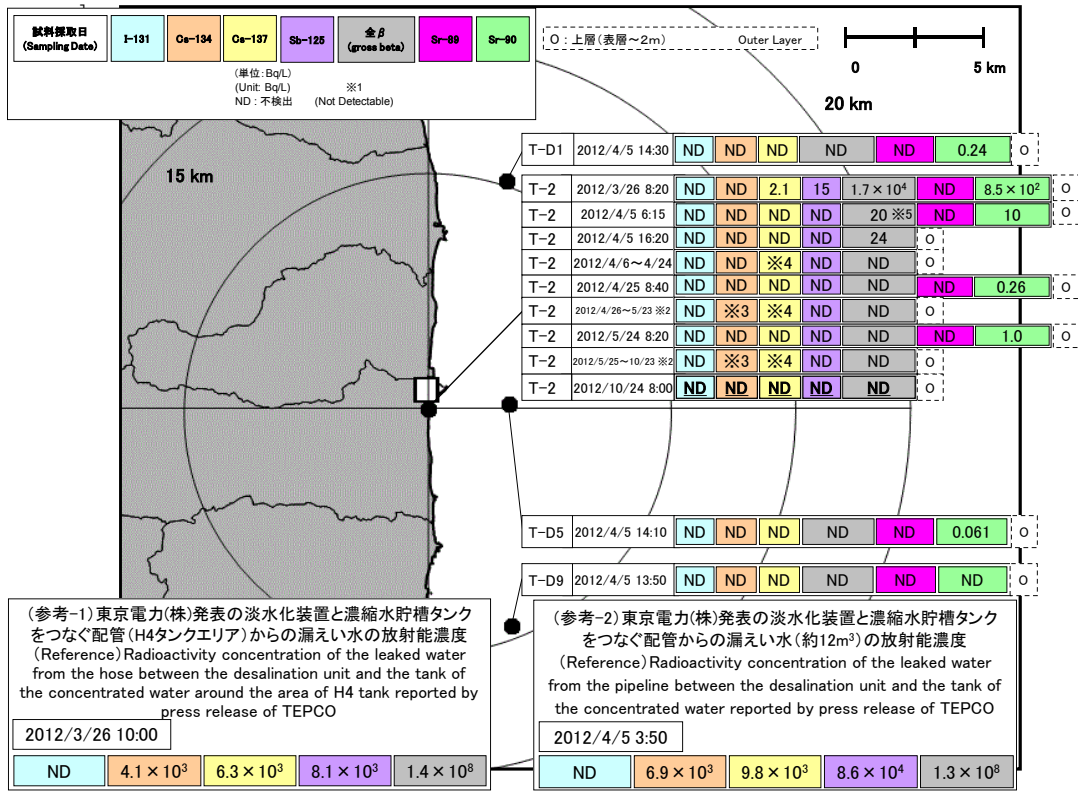 試料採取日
(Sampling Date)
I-131
Cs-134
Cs-137
Sb-125
全β
(gross beta)
Sr-89
Sr-90
(単位:Bq/L)
(Unit: Bq/L) ※1
ND : 不検出 (Not Detectable)
O : 上層(表層～2m) Outer Layer
0 5 km
20 km
15 km
T-D1 2012/4/5 14:30 ND ND ND ND ND 0.24 O
T-2 2012/3/26 8:20 ND ND 2.1 15 1.7 × 10⁴ ND 8.5 × 10² O
T-2 2012/4/5 6:15 ND ND ND ND 20 ※5 ND 10 O
T-2 2012/4/5 16:20 ND ND ND ND 24 O
T-2 2012/4/6～4/24 ND ND ※4 ND ND O
T-2 2012/4/25 8:40 ND ND ND ND ND ND 0.26 O
T-2 2012/4/26～5/23 ※2 ND ※3 ※4 ND ND O
T-2 2012/5/24 8:20 ND ND ND ND ND ND 1.0 O
T-2 2012/5/25～10/23 ※2 ND ※3 ※4 ND ND O
T-2 2012/10/24 8:00 ND ND ND ND ND O
T-D5 2012/4/5 14:10 ND ND ND ND ND 0.061 O
T-D9 2012/4/5 13:50 ND ND ND ND ND ND O
(参考-1)東京電力(株)発表の淡水化装置と濃縮水貯槽タンク
をつなぐ配管(H4タンクエリア)からの漏えい水の放射能濃度
(Reference)Radioactivity concentration of the leaked water
from the hose between the desalination unit and the tank of
the concentrated water around the area of H4 tank reported by
press release of TEPCO
2012/3/26 10:00
ND 4.1 × 10³ 6.3 × 10³ 8.1 × 10³ 1.4 × 10⁸
(参考-2)東京電力(株)発表の淡水化装置と濃縮水貯槽タンク
をつなぐ配管からの漏えい水(約12m³)の放射能濃度
(Reference)Radioactivity concentration of the leaked water
from the pipeline between the desalination unit and the tank of
the concentrated water reported by press release of TEPCO
2012/4/5 3:50
ND 6.9 × 10³ 9.8 × 10³ 8.6 × 10⁴ 1.3 × 10⁸